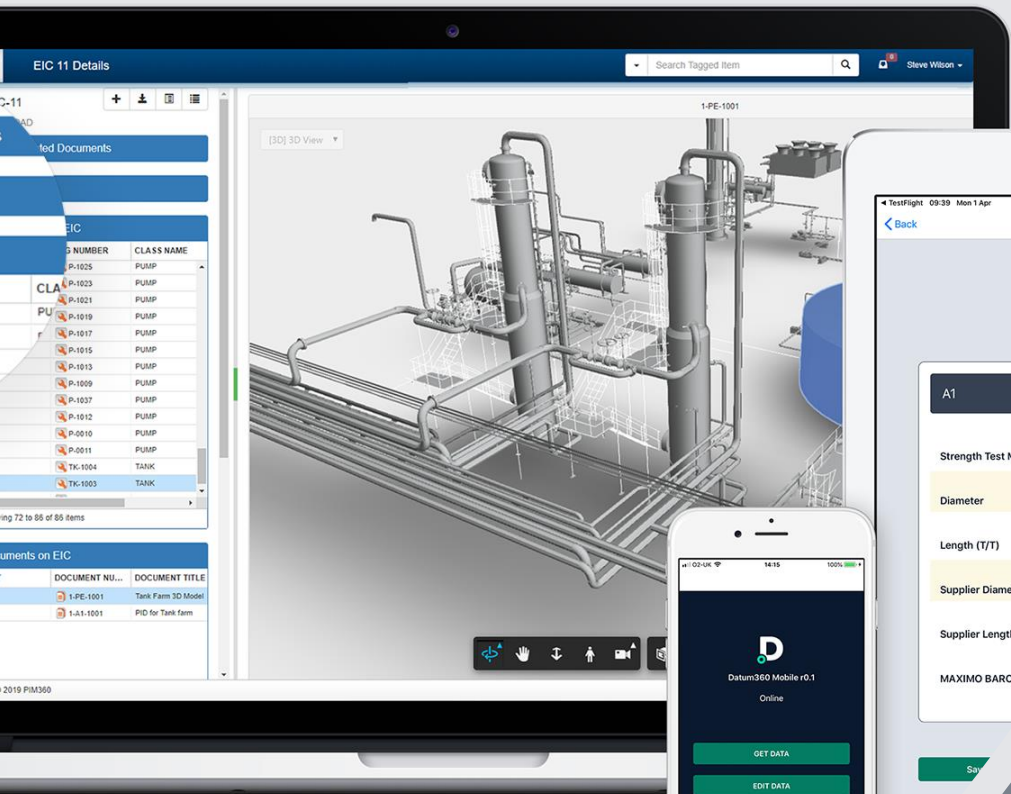 EIC 11 Details
Search Tagged Item
0
Steve Wilson
C-11
AD
ted Documents
EIC
G NUMBER CLASS NAME
P-1025 PUMP
P-1023 PUMP
P-1021 PUMP
P-1019 PUMP
P-1017 PUMP
P-1015 PUMP
P-1013 PUMP
P-1009 PUMP
P-1037 PUMP
P-1012 PUMP
P-0010 PUMP
P-0011 PUMP
TK-1004 TANK
TK-1003 TANK
CLA
PU
ing 72 to 86 of 86 items
uments on EIC
DOCUMENT NU... DOCUMENT TITLE
1-PE-1001 Tank Farm 3D Model
1-A1-1001 PID for Tank farm
2019 PIM360
1-PE-1001
[3D] 3D View
TestFlight 09:39 Mon 1 Apr
Back
A1
Strength Test M
Diameter
Length (T/T)
Supplier Diame
Supplier Lengt
MAXIMO BARC
Sav
O2-UK 14:15 100%
D
Datum360 Mobile r0.1
Online
GET DATA
EDIT DATA